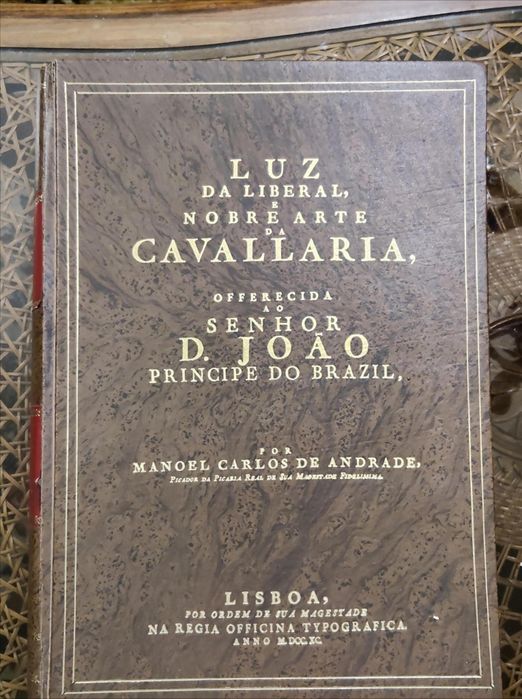 LUZ
DA LIBERAL,
E
NOBRE ARTE
DA
CAVALLARIA,
OFFERECIDA
AO
SENHOR
D. JOÃO
PRINCIPE DO BRAZIL,
POR
MANOEL CARLOS DE ANDRADE,
PICADOR DA PICARIA REAL DE SUA MAGESTADE FIDELISSIMA.
LISBOA,
POR ORDEM DE SUA MAGESTADE
NA REGIA OFFICINA TYPOGRAFICA.
ANNO M.DCC.XC.